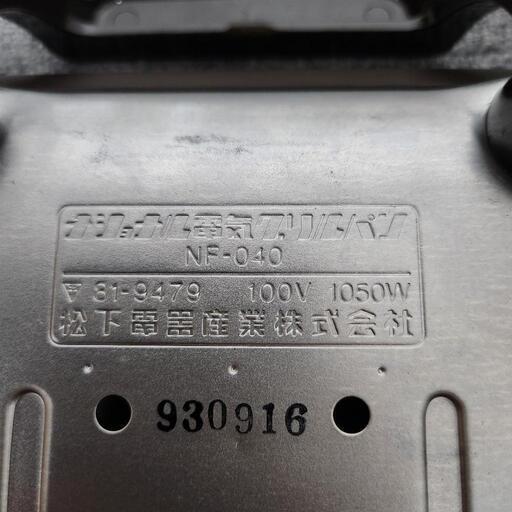 ナショナル電気グリルパン
NF-040
▽ 31-9479 100V 1050W
松下電器産業株式会社
930916